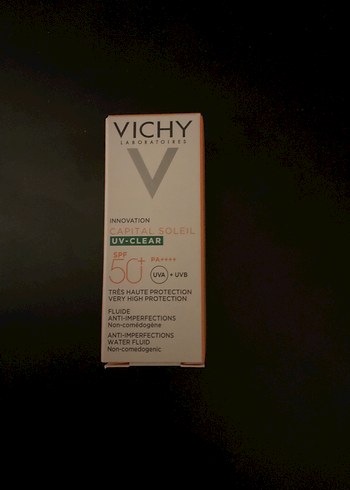 VICHY
LABORATOIRES
INNOVATION
CAPITAL SOLEIL
UV-CLEAR
SPF
50+ PA++++
UVA + UVB
TRÈS HAUTE PROTECTION
VERY HIGH PROTECTION
FLUIDE
ANTI-IMPERFECTIONS
Non-comédogène
ANTI-IMPERFECTIONS
WATER FLUID
Non-comedogenic